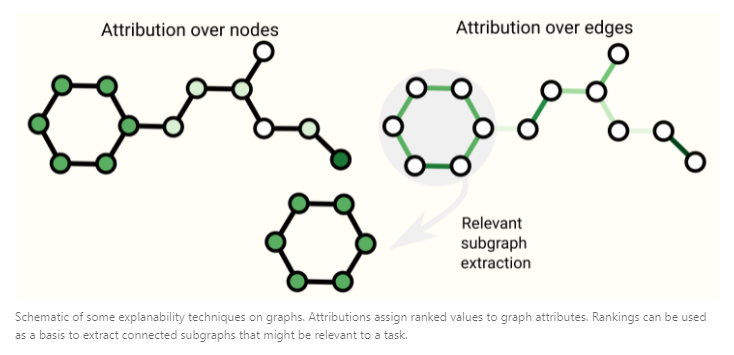 Attribution over nodes
Attribution over edges
Relevant
subgraph
extraction
Schematic of some explanability techniques on graphs. Attributions assign ranked values to graph attributes. Rankings can be used
as a basis to extract connected subgraphs that might be relevant to a task.